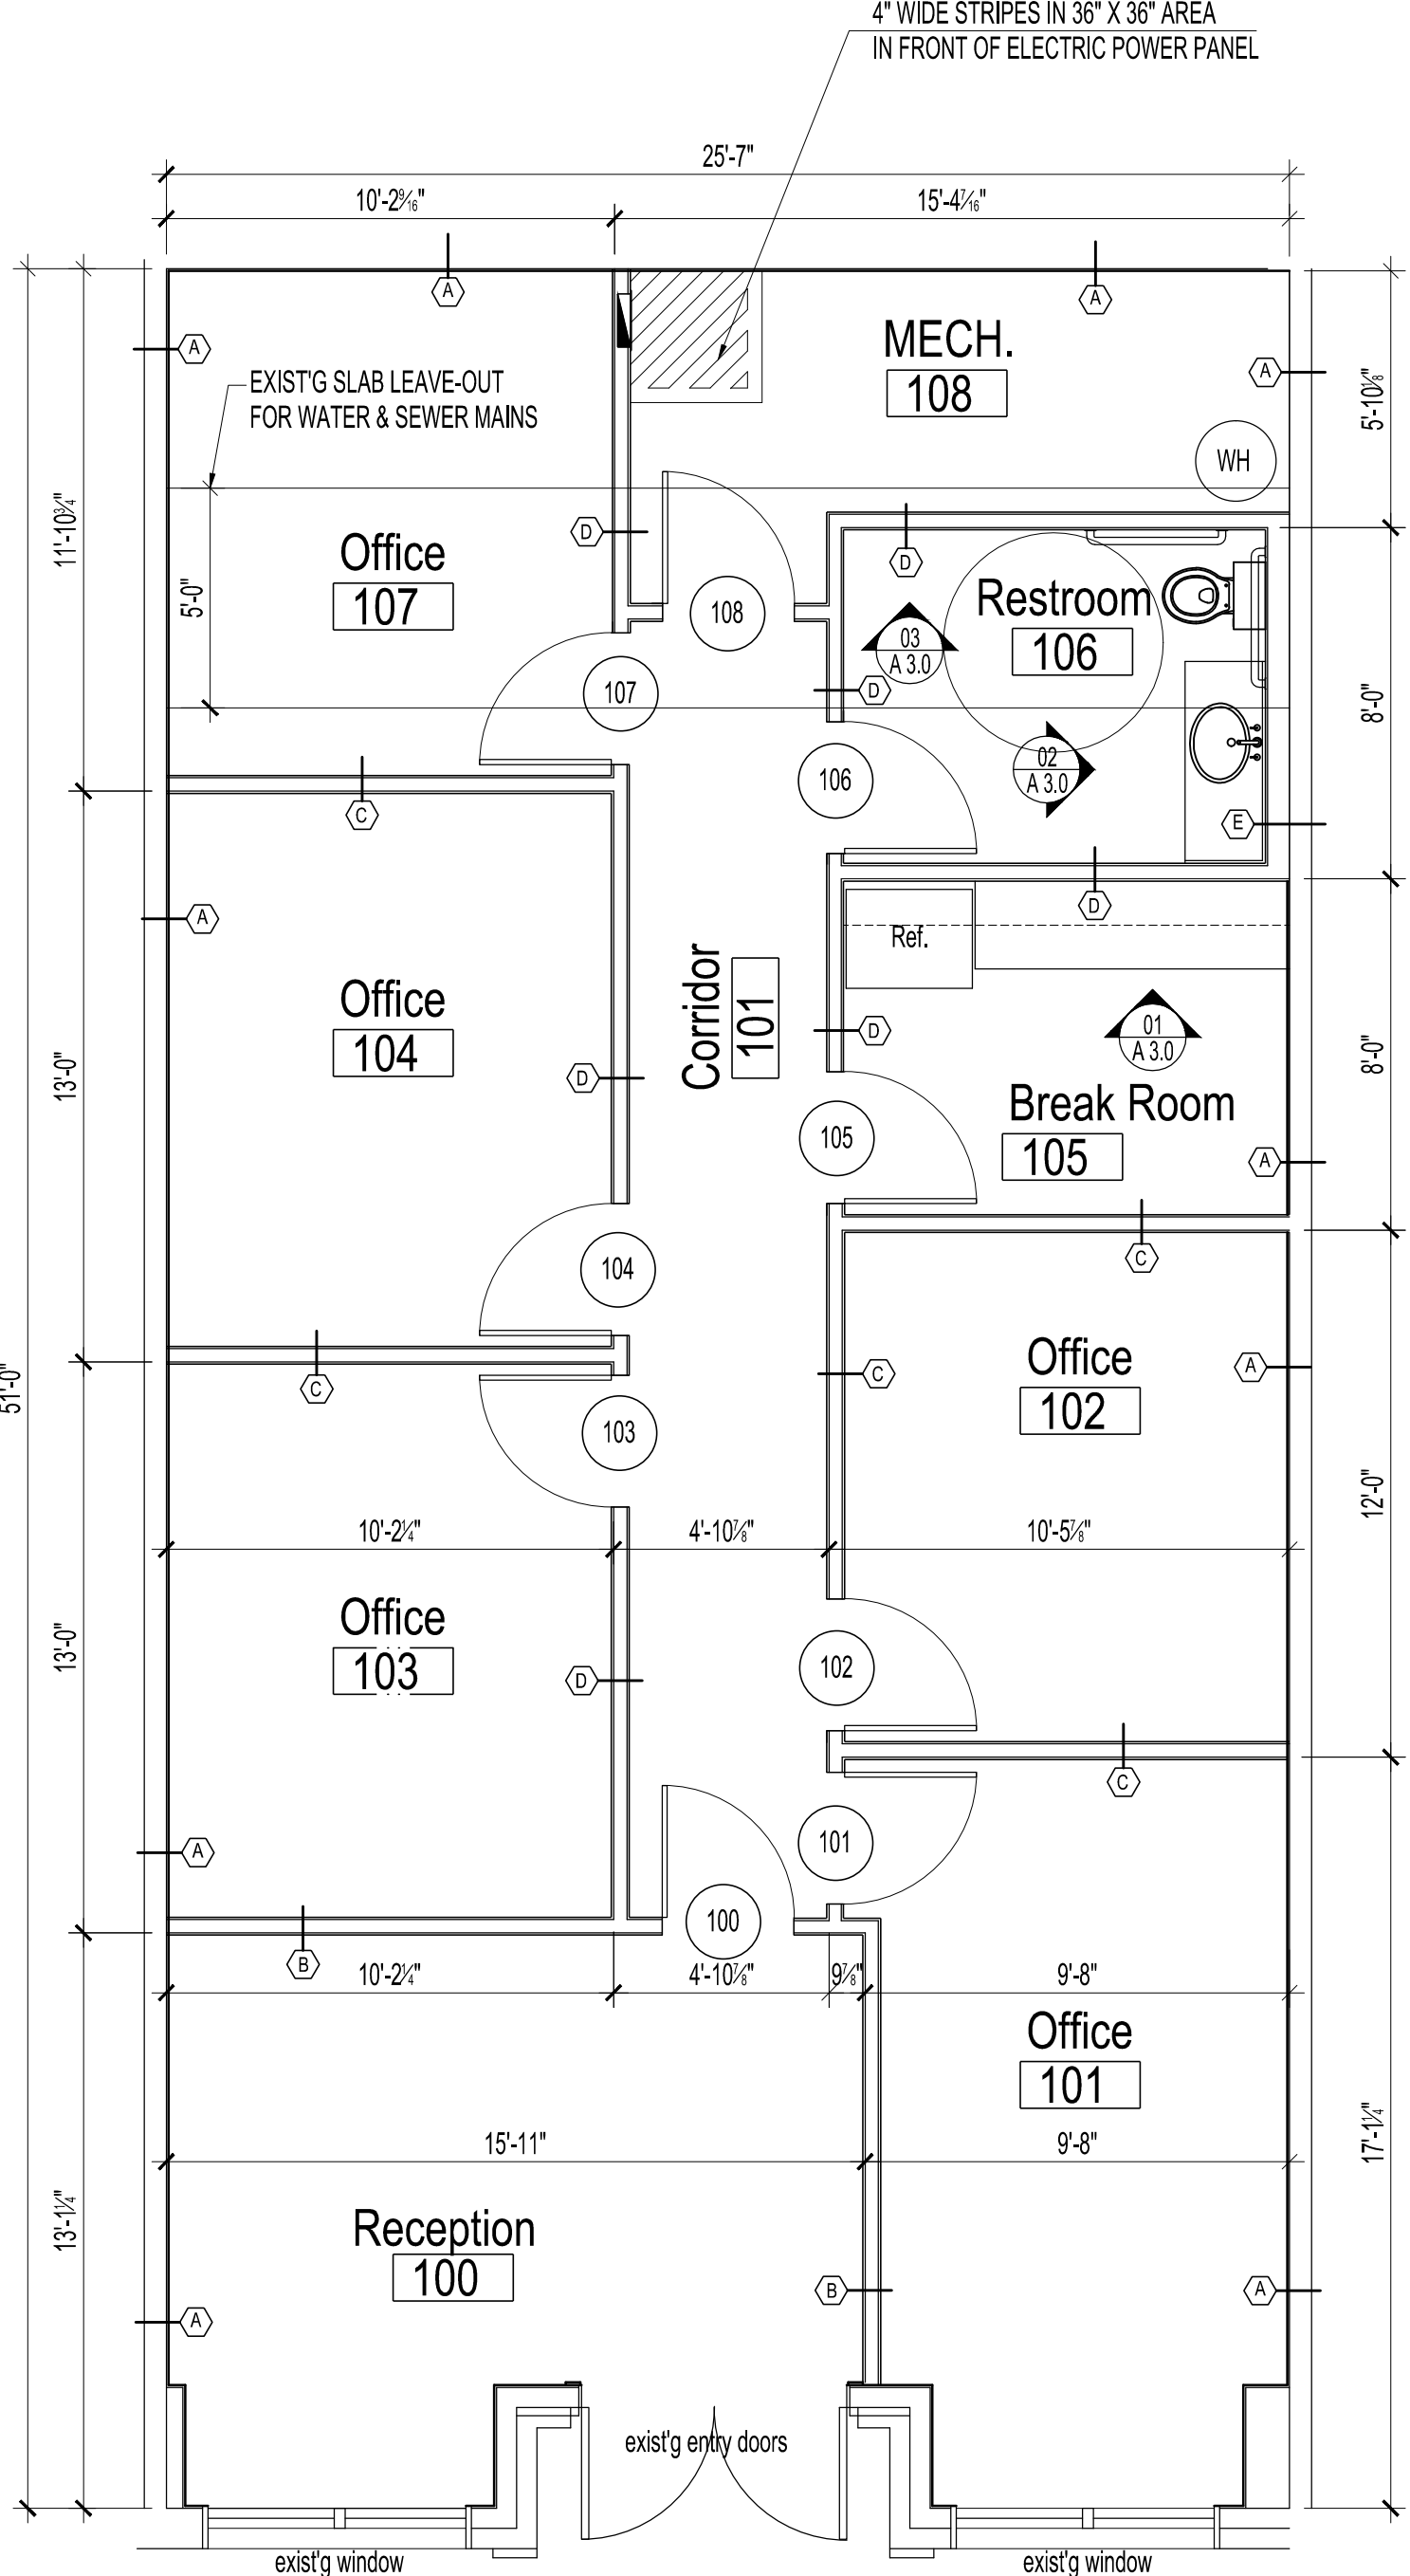 4" WIDE STRIPES IN 36" X 36" AREA
IN FRONT OF ELECTRIC POWER PANEL
25'-7"
10'-2 9/16"
15'-4 7/16"
A
A
A
A
MECH.
108
EXIST'G SLAB LEAVE-OUT
FOR WATER & SEWER MAINS
5'-10 1/8"
WH
11'-10 3/4"
D
D
Office
107
5'-0"
108
Restroom
106
03
A 3.0
D
107
8'-0"
02
A 3.0
106
C
E
A
D
Ref.
Corridor
101
Office
104
D
D
01
A 3.0
8'-0"
13'-0"
Break Room
105
105
A
C
104
51'-0"
C
C
Office
102
A
103
12'-0"
10'-2 1/4"
4'-10 7/8"
10'-5 7/8"
Office
103
13'-0"
D
102
C
101
A
100
B
10'-2 1/4"
4'-10 7/8"
9 7/8"
9'-8"
Office
101
15'-11"
9'-8"
17'-1 1/4"
13'-1 1/4"
Reception
100
A
B
A
exist'g entry doors
exist'g window
exist'g window